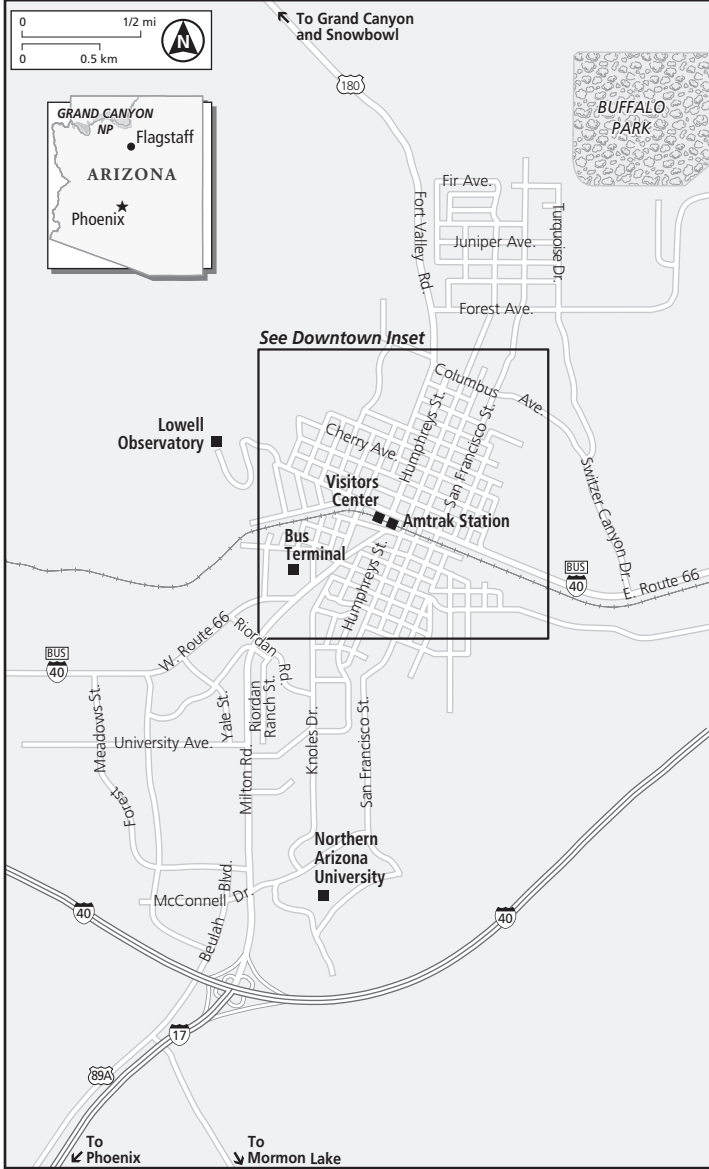 0
1/2 mi
0
0.5 km
N
To Grand Canyon
and Snowbowl
180
BUFFALO
PARK
GRAND CANYON
NP
Flagstaff
ARIZONA
Phoenix
Fir Ave.
Fort Valley Rd.
Turquoise Dr.
Juniper Ave.
Forest Ave.
See Downtown Inset
Columbus Ave.
Humphreys St.
San Francisco St.
Lowell
Observatory
Cherry Ave.
Switzer Canyon Dr.
Visitors
Center
Amtrak Station
Bus
Terminal
Humphreys St.
BUS
40
E. Route 66
W. Route 66
Riordan Rd.
BUS
40
Meadows St.
Yale St.
Riordan
Ranch St.
Knoles Dr.
San Francisco St.
University Ave.
Milton Rd.
Forest
Northern
Arizona
University
McConnell Dr.
Beulah Blvd.
40
40
17
89A
To
Phoenix
To
Mormon Lake